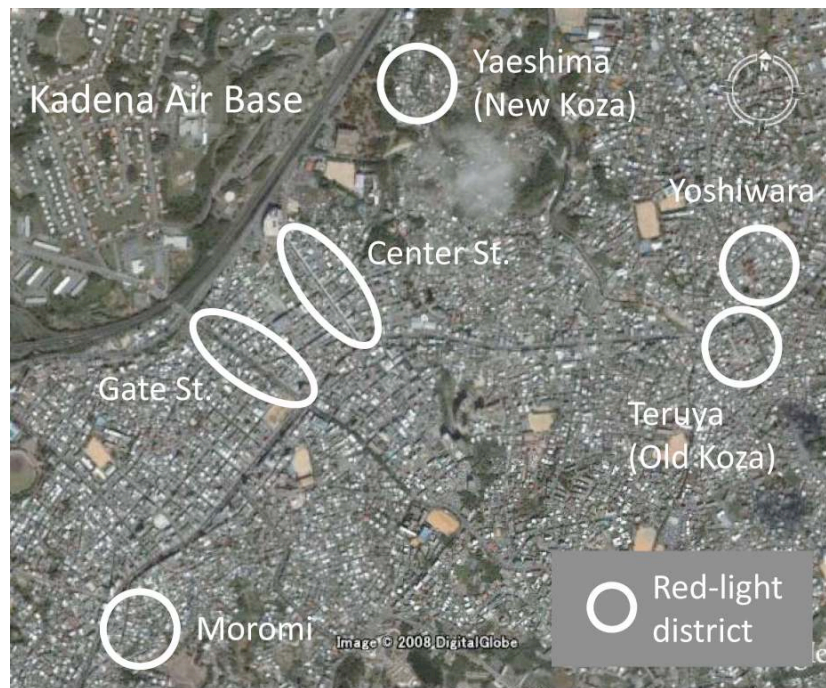 Kadena Air Base
Yaeshima
(New Koza)
N
Yoshiwara
Center St.
Gate St.
Teruya
(Old Koza)
Moromi
Red-light
district
Image © 2008 DigitalGlobe